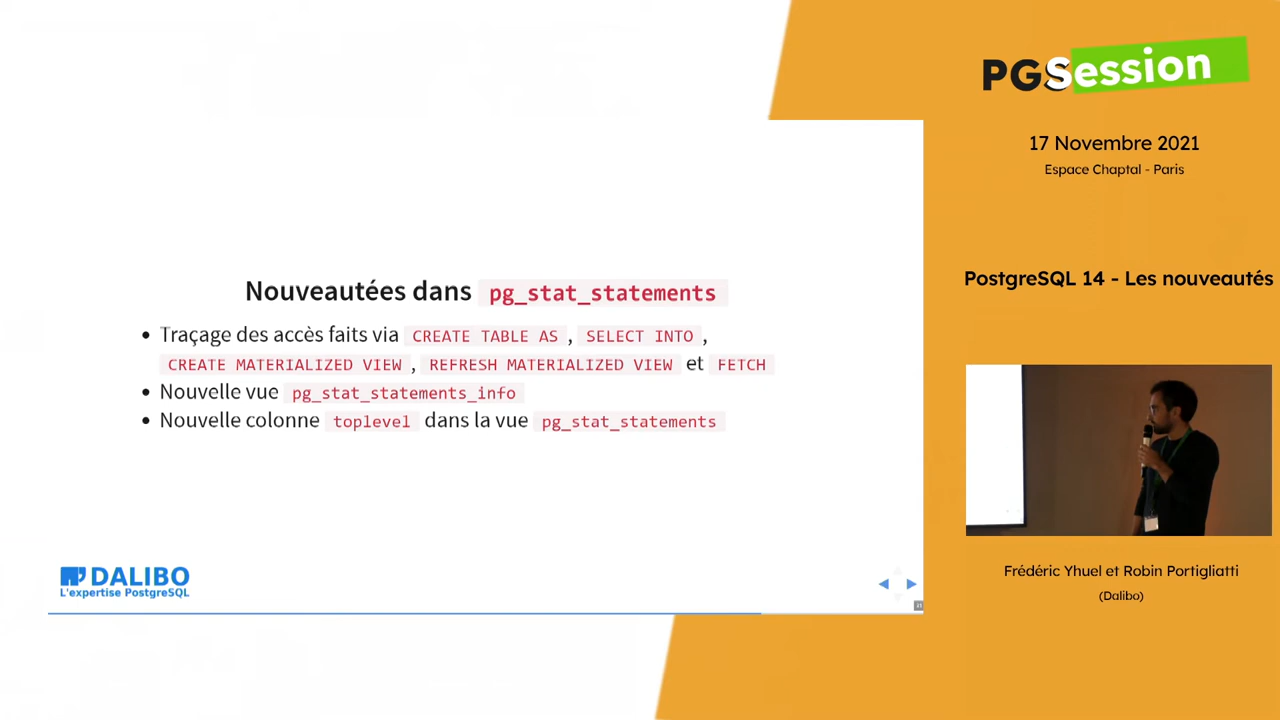 PGSession
17 Novembre 2021
Espace Chaptal - Paris
PostgreSQL 14 - Les nouveautés
Nouveautées dans pg_stat_statements
• Traçage des accès faits via CREATE TABLE AS , SELECT INTO ,
CREATE MATERIALIZED VIEW , REFRESH MATERIALIZED VIEW et FETCH
• Nouvelle vue pg_stat_statements_info
• Nouvelle colonne toplevel dans la vue pg_stat_statements
DALIBO
L'expertise PostgreSQL
Frédéric Yhuel et Robin Portigliatti
(Dalibo)